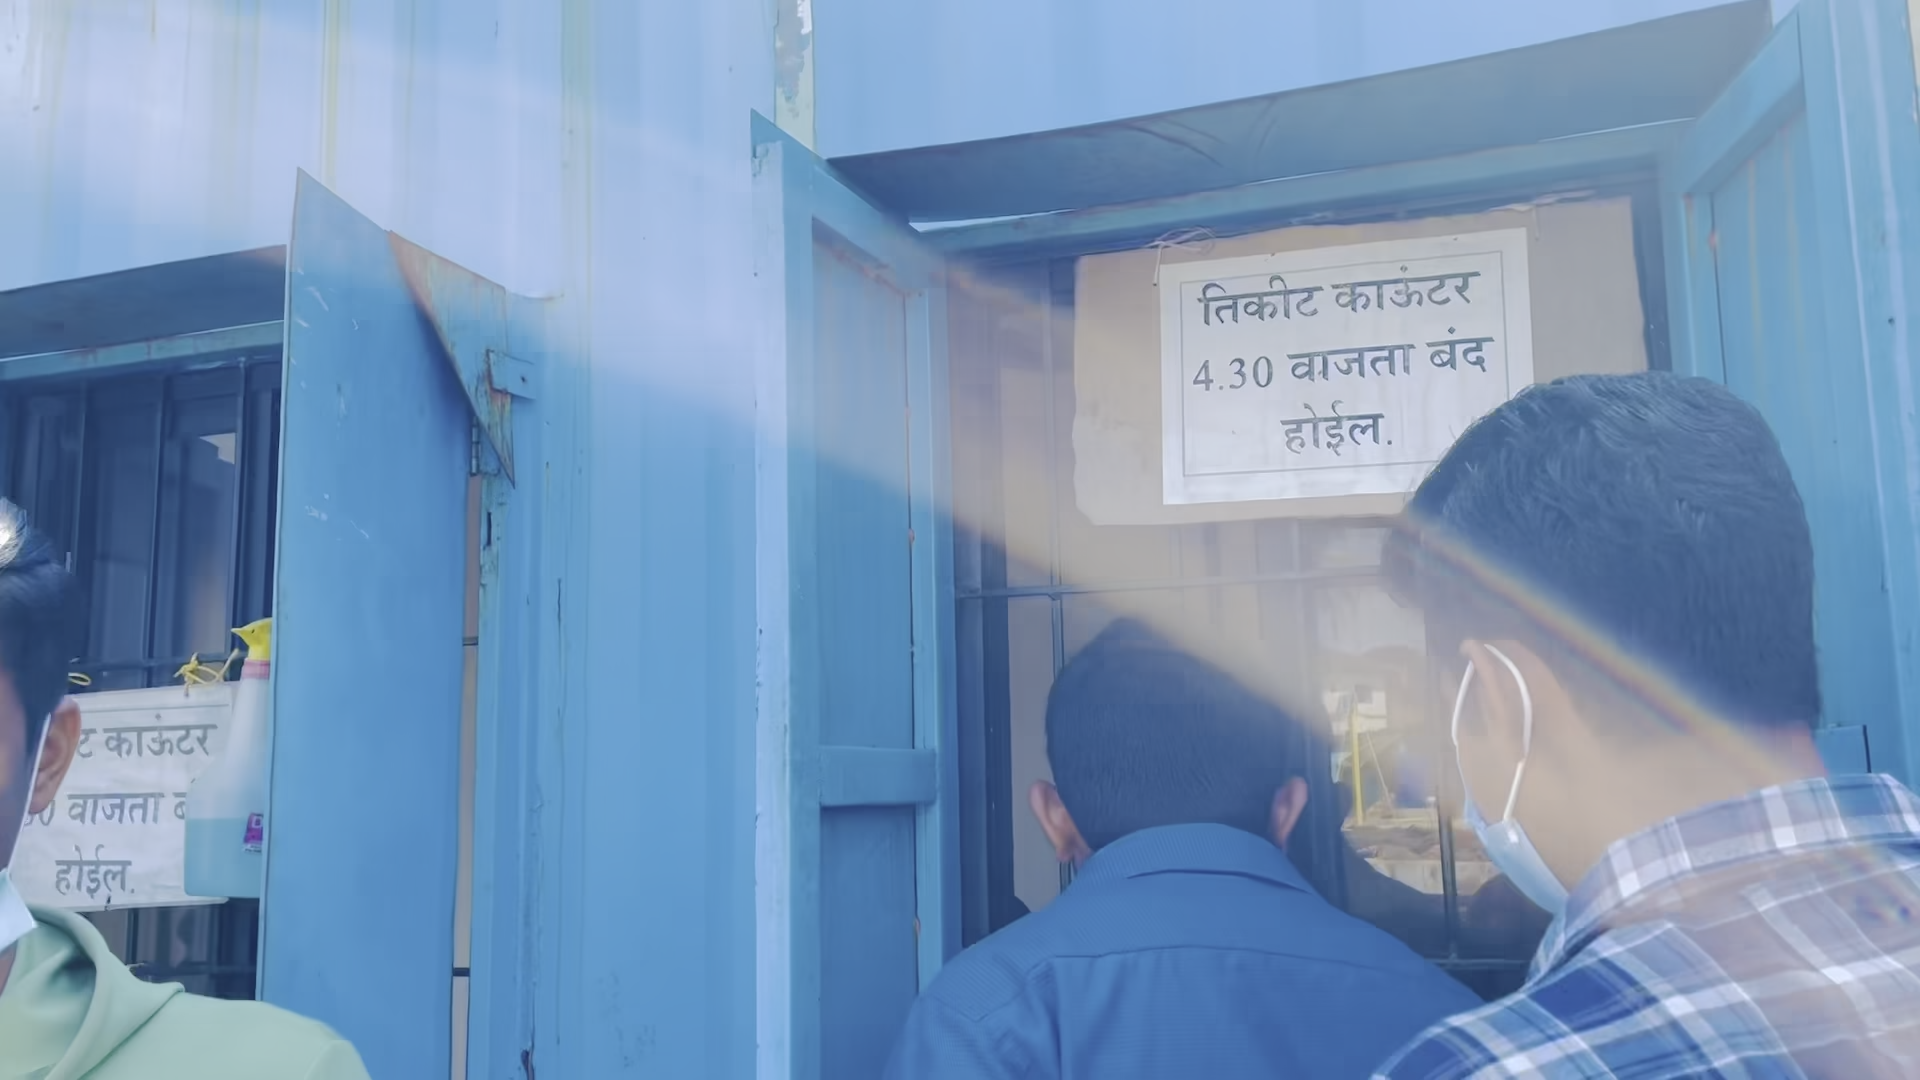 तिकीट काऊंटर
4.30 वाजता बंद
होईल.
काऊंटर
वाजता
होईल.